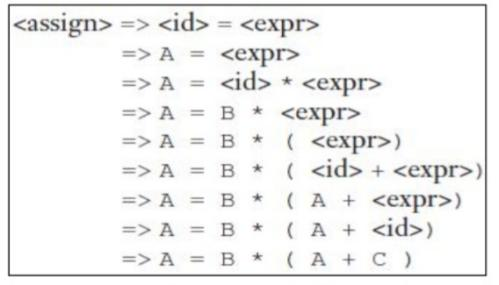 <assign> => <id> = <expr>
=> A = <expr>
=> A = <id> * <expr>
=> A = B * <expr>
=> A = B * ( <expr>)
=> A = B * ( <id> + <expr>)
=> A = B * ( A + <expr>)
=> A = B * ( A + <id>)
=> A = B * ( A + C )